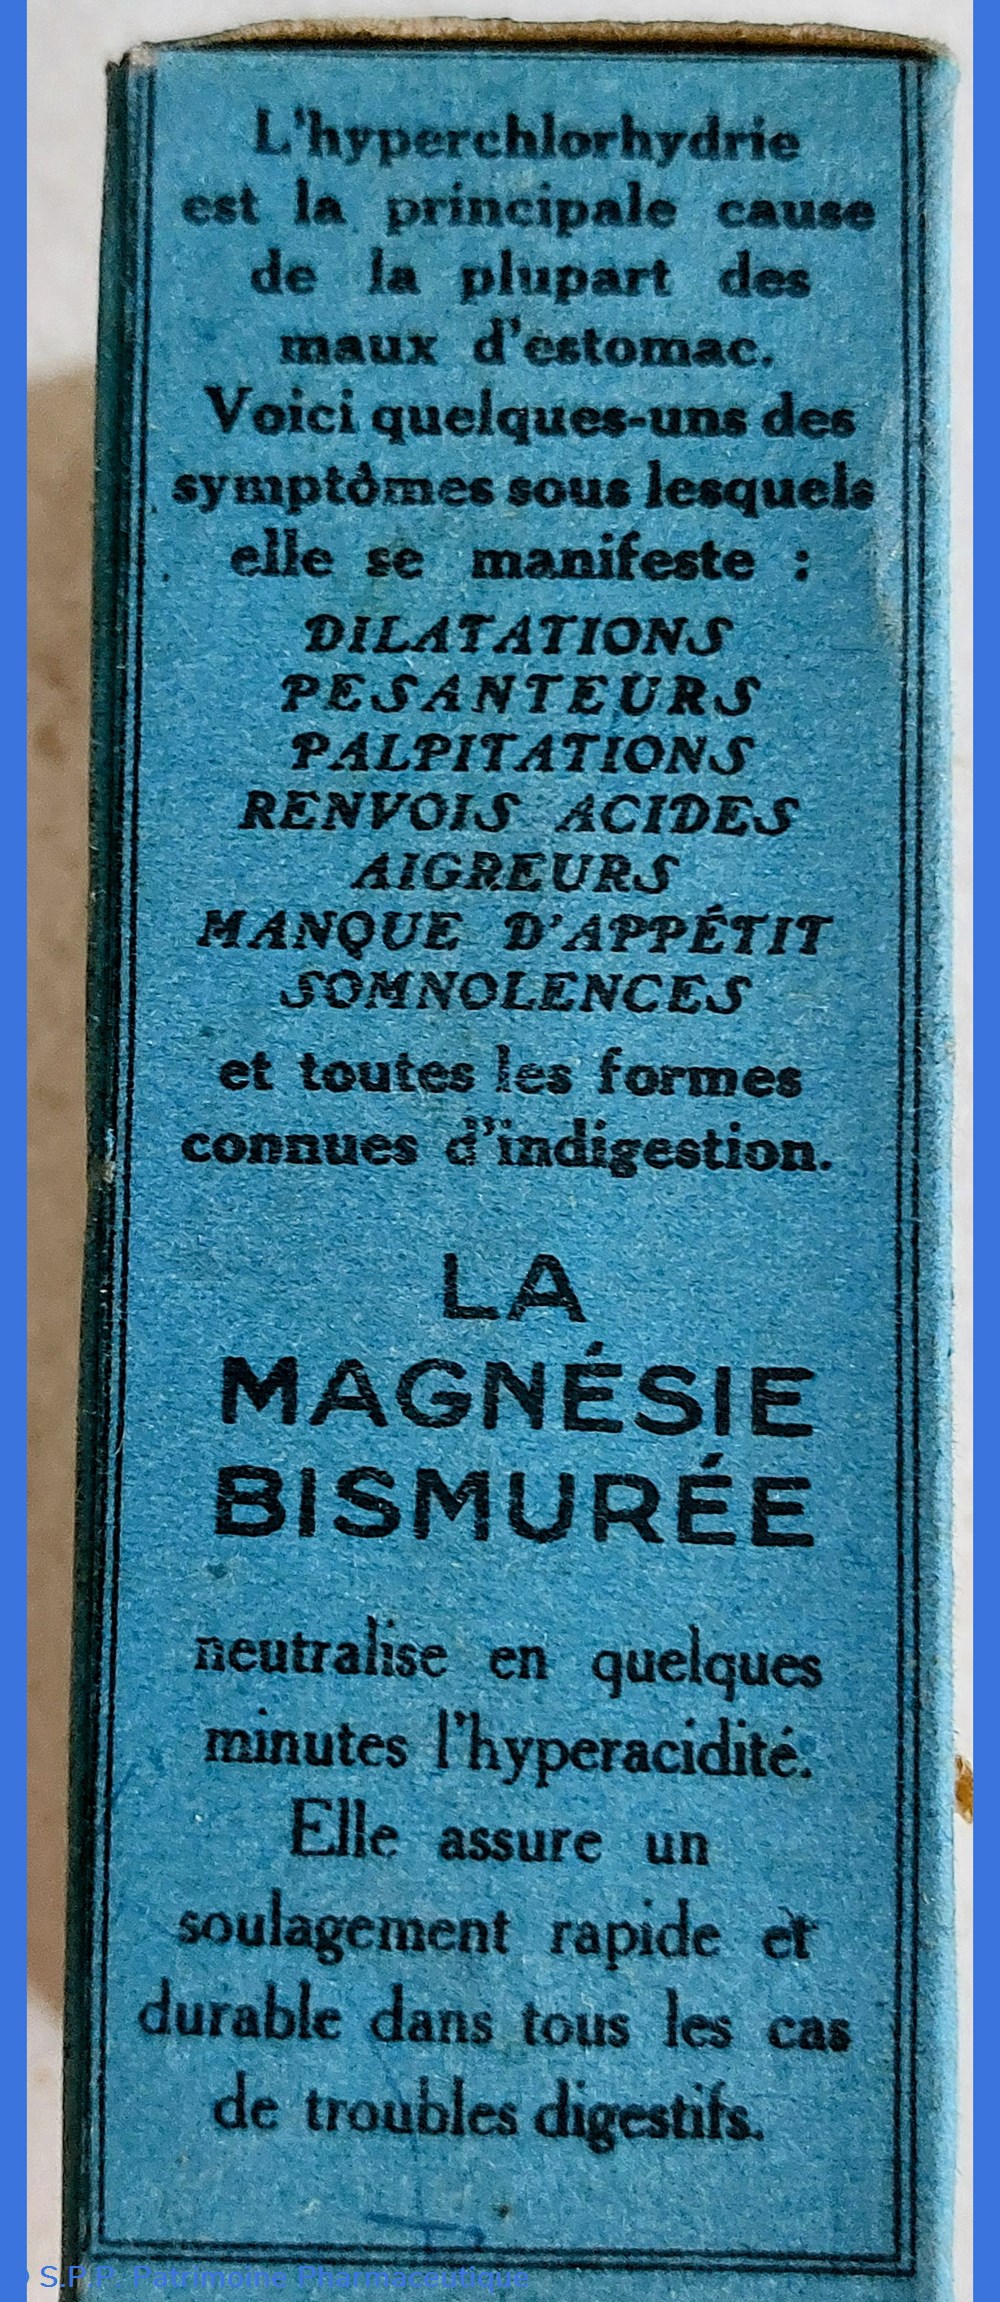 L'hyperchlorhydrie
est la principale cause
de la plupart des
maux d'estomac.
Voici quelques-uns des
symptômes sous lesquels
elle se manifeste :
DILATATIONS
PESANTEURS
PALPITATIONS
RENVOIS ACIDES
AIGREURS
MANQUE D'APPÉTIT
SOMNOLENCES
et toutes les formes
connues d'indigestion.
LA
MAGNÉSIE
BISMURÉE
neutralise en quelques
minutes l'hyperacidité.
Elle assure un
soulagement rapide et
durable dans tous les cas
de troubles digestifs.
© S.F.P. Patrimoine Pharmaceutique